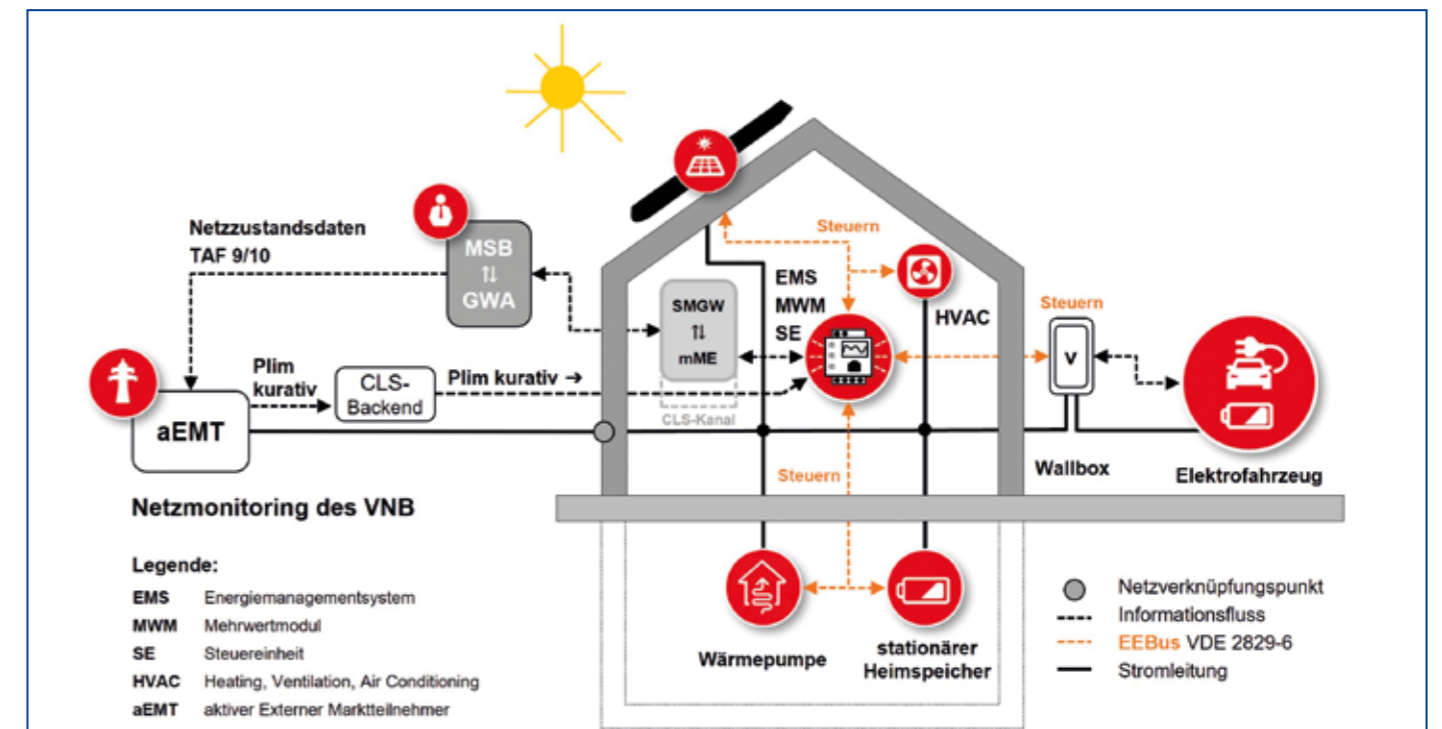 Netzzustandsdaten
TAF 9/10
MSB
⇅
GWA
Steuern
EMS
MWM
SE
HVAC
SMGW
⇅
mME
CLS-Kanal
Steuern
V
Plim
kurativ
CLS-
Backend
Plim kurativ →
aEMT
Steuern
Wallbox
Elektrofahrzeug
Netzmonitoring des VNB
Wärmepumpe
stationärer
Heimspeicher
Legende:
EMS Energiemanagementsystem
MWM Mehrwertmodul
SE Steuereinheit
HVAC Heating, Ventilation, Air Conditioning
aEMT aktiver Externer Marktteilnehmer
Netzverknüpfungspunkt
Informationsfluss
EEBus VDE 2829-6
Stromleitung